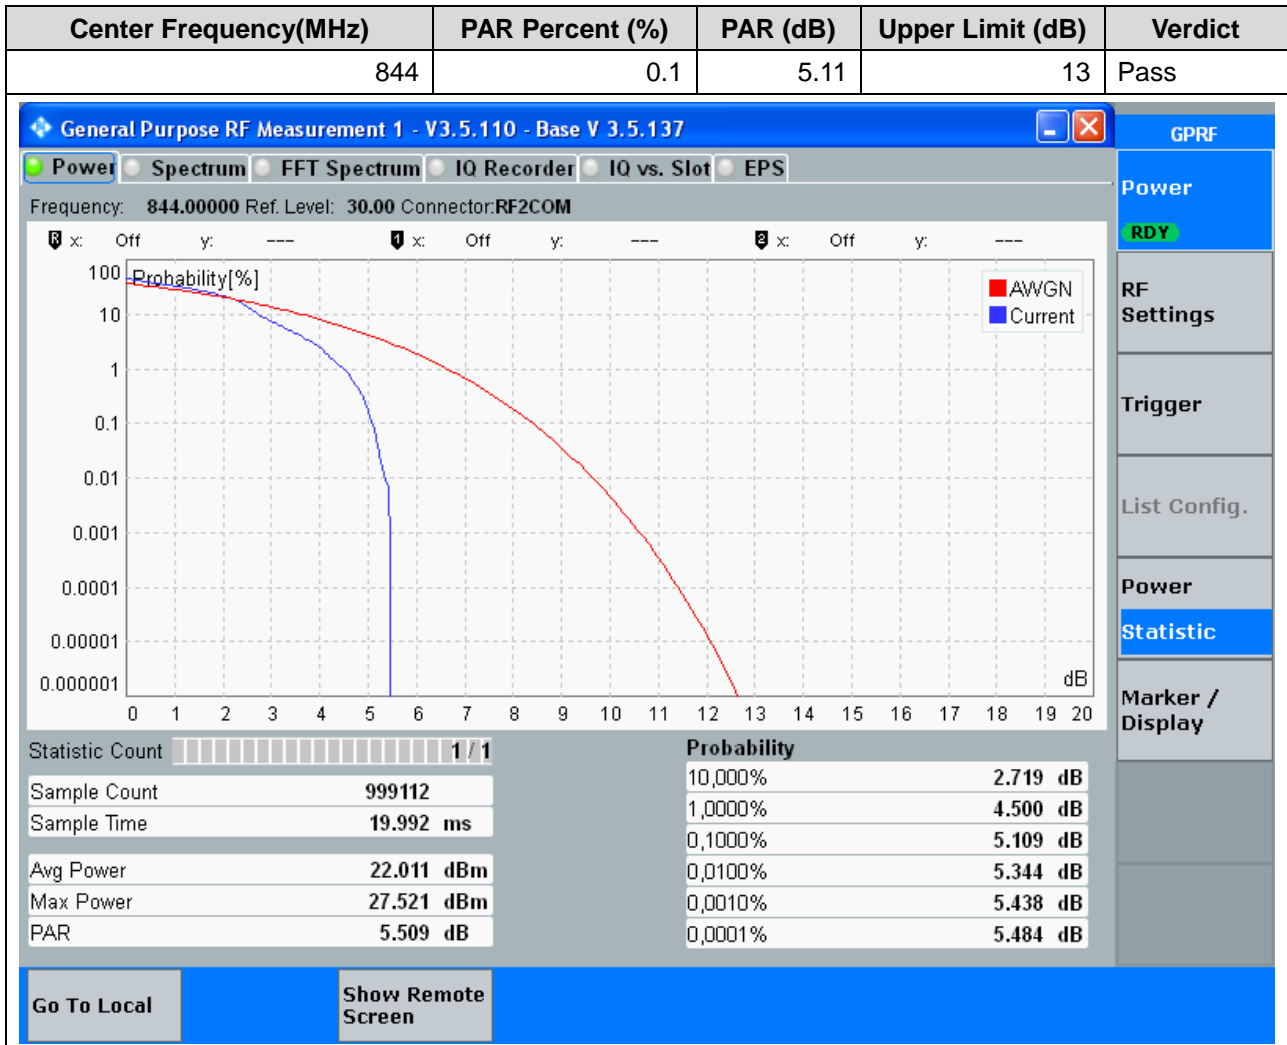 Center Frequency(MHz) PAR Percent (%) PAR (dB) Upper Limit (dB) Verdict
844 0.1 5.11 13 Pass
General Purpose RF Measurement 1 - V3.5.110 - Base V 3.5.137
GPRF
Power Spectrum FFT Spectrum IQ Recorder IQ vs. Slot EPS
Power
RDY
Frequency: 844.00000 Ref. Level: 30.00 Connector:RF2COM
R x: Off y: --- 1 x: Off y: --- 2 x: Off y: ---
Probability[%]
AWGN
Current
100
10
1
0.1
0.01
0.001
0.0001
0.00001
0.000001
dB
0 1 2 3 4 5 6 7 8 9 10 11 12 13 14 15 16 17 18 19 20
RF
Settings
Trigger
List Config.
Power
Statistic
Marker /
Display
Statistic Count 1 / 1
Sample Count 999112
Sample Time 19.992 ms
Avg Power 22.011 dBm
Max Power 27.521 dBm
PAR 5.509 dB
Probability
10,000% 2.719 dB
1,0000% 4.500 dB
0,1000% 5.109 dB
0,0100% 5.344 dB
0,0010% 5.438 dB
0,0001% 5.484 dB
Go To Local
Show Remote
Screen